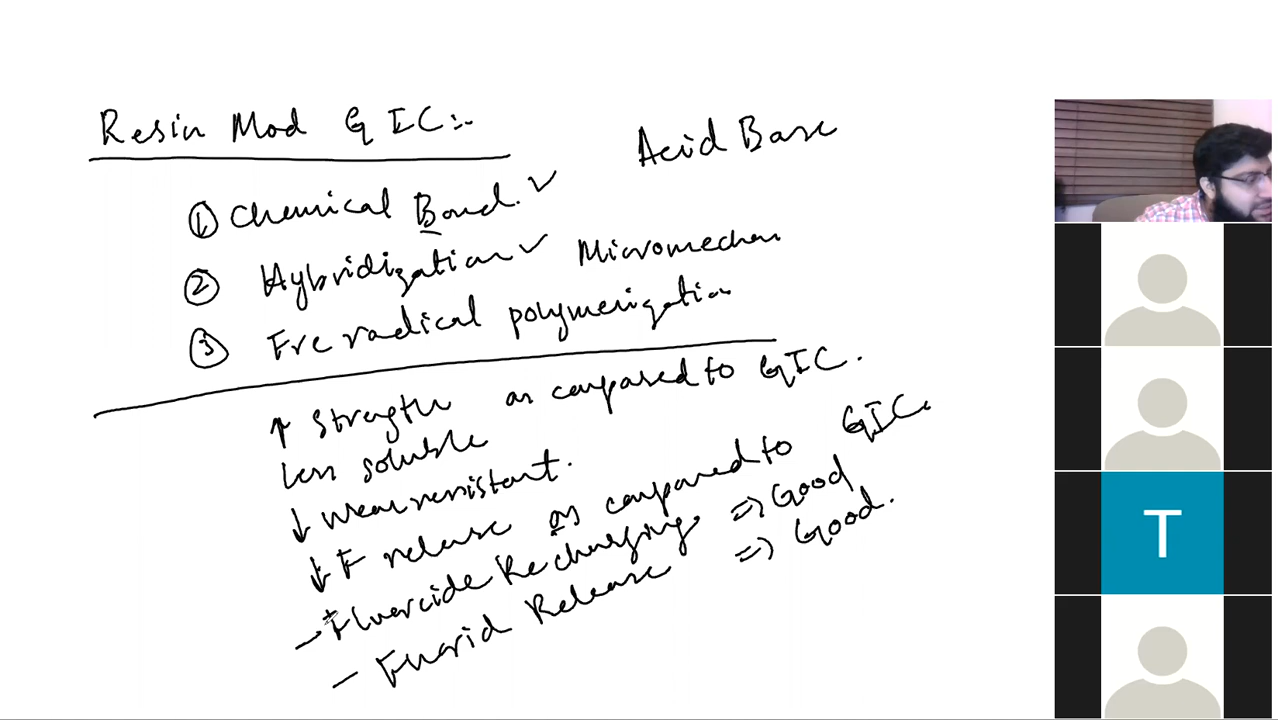 Resin Mod GIC:-
Acid Base
① Chemical Bond. ✓
② Hybridization ✓ Micromechan
③ Fre radical polymerization
↑ Strength as compared to GIC.
less soluble
↓ wear resistant.
↓ F release as compared to GIC.
- Fluoride Recharging => Good
- Fluorid Release => Good.
T